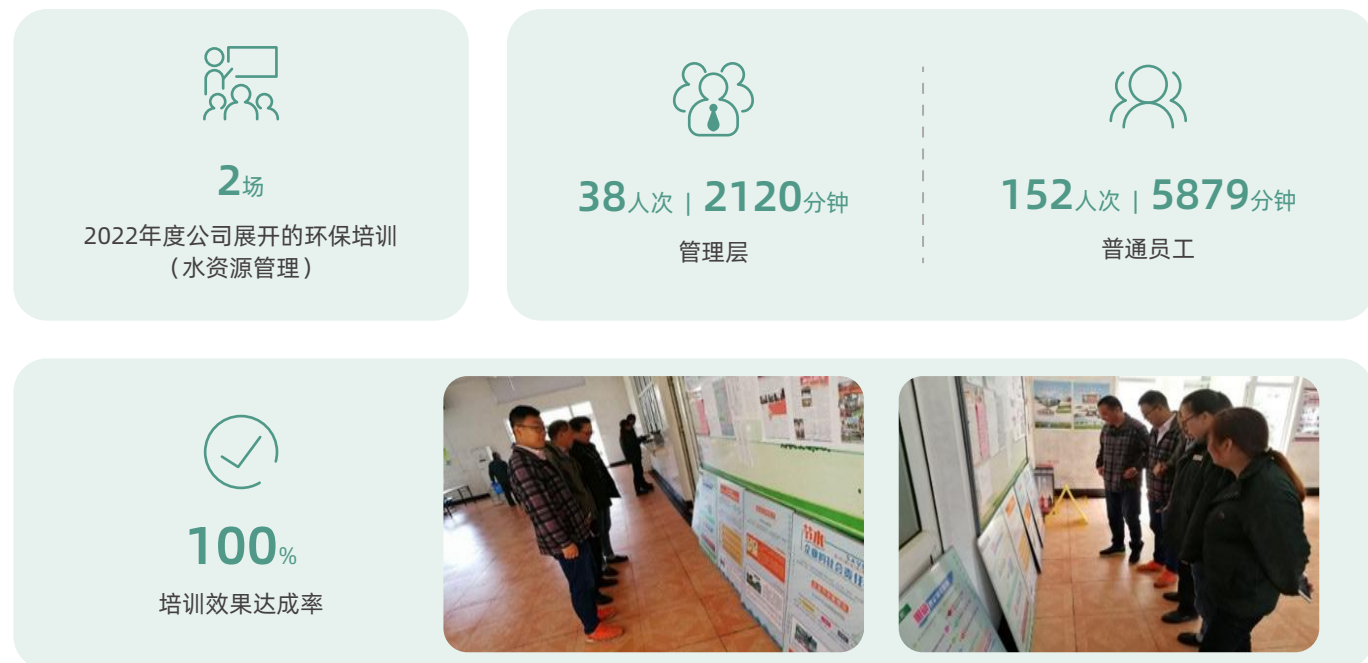 2场
2022年度公司展开的环保培训
（水资源管理）
38人次 | 2120分钟
管理层
152人次 | 5879分钟
普通员工
100%
培训效果达成率
节水